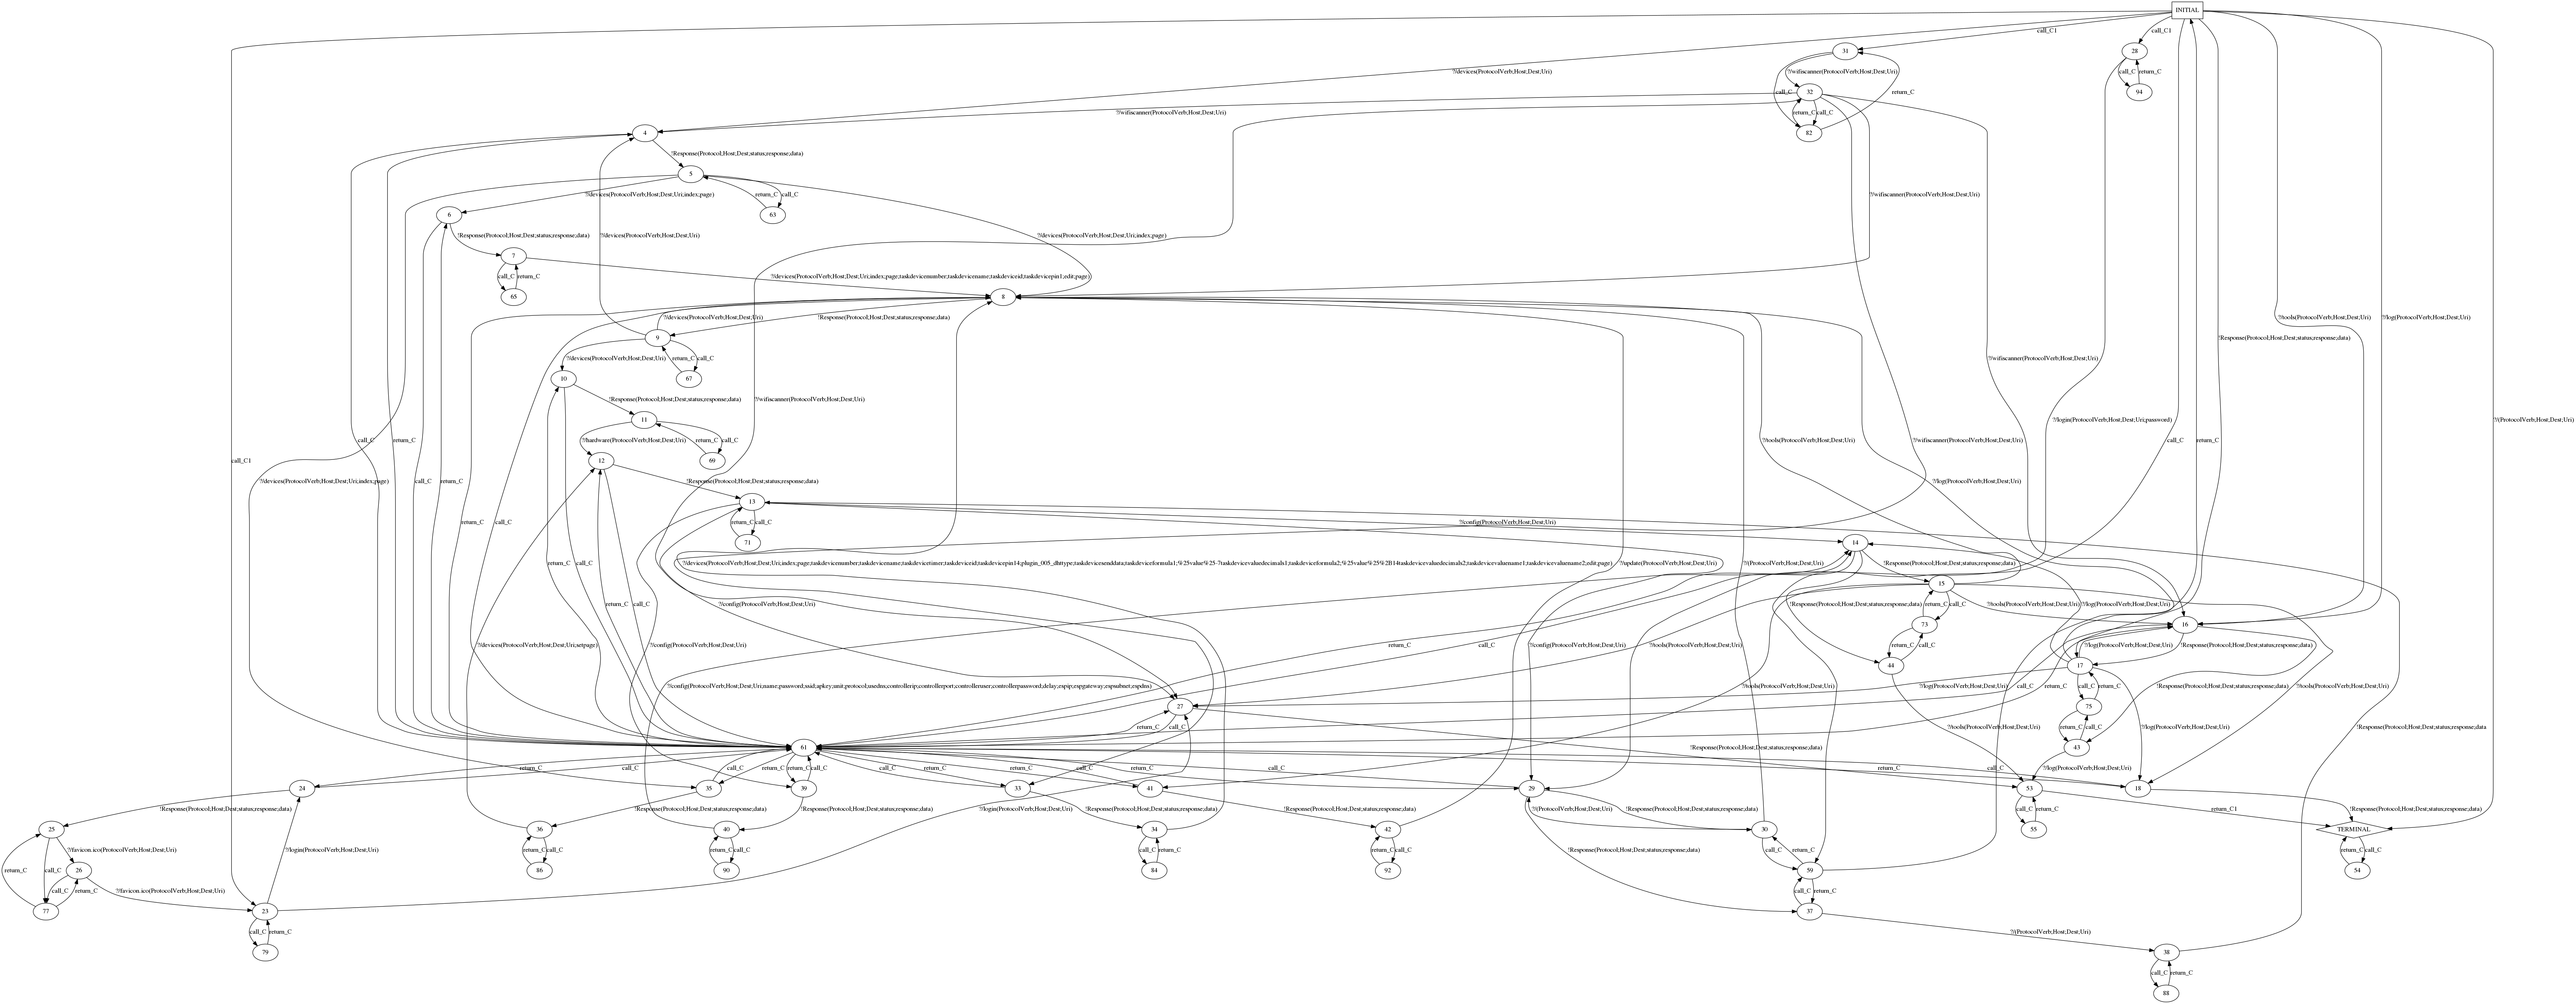 INITIAL
call_C1
call_C1
31
28
?/devices(ProtocolVerb;Host;Dest;Uri)
?/wifiscanner(ProtocolVerb;Host;Dest;Uri)
call_C
return_C
call_C
return_C
32
94
?/wifiscanner(ProtocolVerb;Host;Dest;Uri)
return_C
call_C
4
82
!Response(Protocol;Host;Dest;status;response;data)
5
?/devices(ProtocolVerb;Host;Dest;Uri;index;page)
return_C
call_C
?/wifiscanner(ProtocolVerb;Host;Dest;Uri)
6
63
!Response(Protocol;Host;Dest;status;response;data)
?/devices(ProtocolVerb;Host;Dest;Uri)
?/devices(ProtocolVerb;Host;Dest;Uri;index;page)
7
call_C
return_C
?/devices(ProtocolVerb;Host;Dest;Uri;index;page;taskdevicenumber;taskdevicename;taskdeviceid;taskdevicepin1;edit;page)
65
8
?/devices(ProtocolVerb;Host;Dest;Uri)
!Response(Protocol;Host;Dest;status;response;data)
?/tools(ProtocolVerb;Host;Dest;Uri)
?/log(ProtocolVerb;Host;Dest;Uri)
9
!Response(Protocol;Host;Dest;status;response;data)
?/devices(ProtocolVerb;Host;Dest;Uri)
return_C
call_C
?/wifiscanner(ProtocolVerb;Host;Dest;Uri)
10
67
!Response(Protocol;Host;Dest;status;response;data)
?/wifiscanner(ProtocolVerb;Host;Dest;Uri)
11
?/login(ProtocolVerb;Host;Dest;Uri;password)
?/(ProtocolVerb;Host;Dest;Uri)
?/hardware(ProtocolVerb;Host;Dest;Uri)
return_C
call_C
?/tools(ProtocolVerb;Host;Dest;Uri)
?/wifiscanner(ProtocolVerb;Host;Dest;Uri)
call_C
return_C
call_C
return_C
call_C1
12
69
?/devices(ProtocolVerb;Host;Dest;Uri;index;page)
call_C
return_C
!Response(Protocol;Host;Dest;status;response;data)
?/log(ProtocolVerb;Host;Dest;Uri)
13
return_C
call_C
return_C
call_C
?/config(ProtocolVerb;Host;Dest;Uri)
71
14
return_C
call_C
?/devices(ProtocolVerb;Host;Dest;Uri;index;page;taskdevicenumber;taskdevicename;taskdevicetimer;taskdeviceid;taskdevicepin14;plugin_005_dhttype;taskdevicesenddata;taskdeviceformula1;%25value%25-7taskdevicevaluedecimals1;taskdeviceformula2;%25value%25%2B14taskdevicevaluedecimals2;taskdevicevaluename1;taskdevicevaluename2;edit;page)
?/update(ProtocolVerb;Host;Dest;Uri)
?/(ProtocolVerb;Host;Dest;Uri)
!Response(Protocol;Host;Dest;status;response;data)
15
return_C
call_C
?/config(ProtocolVerb;Host;Dest;Uri)
!Response(Protocol;Host;Dest;status;response;data)
return_C
call_C
?/tools(ProtocolVerb;Host;Dest;Uri)
?/log(ProtocolVerb;Host;Dest;Uri)
73
16
?/devices(ProtocolVerb;Host;Dest;Uri;setpage)
?/config(ProtocolVerb;Host;Dest;Uri)
return_C
call_C
?/config(ProtocolVerb;Host;Dest;Uri)
?/tools(ProtocolVerb;Host;Dest;Uri)
return_C
call_C
?/log(ProtocolVerb;Host;Dest;Uri)
!Response(Protocol;Host;Dest;status;response;data)
44
17
?/config(ProtocolVerb;Host;Dest;Uri;name;password;ssid;apkey;unit;protocol;usedns;controllerip;controllerport;controlleruser;controllerpassword;delay;espip;espgateway;espsubnet;espdns)
?/tools(ProtocolVerb;Host;Dest;Uri)
?/log(ProtocolVerb;Host;Dest;Uri)
call_C
return_C
call_C
return_C
!Response(Protocol;Host;Dest;status;response;data)
?/tools(ProtocolVerb;Host;Dest;Uri)
27
75
return_C
call_C
?/tools(ProtocolVerb;Host;Dest;Uri)
return_C
call_C
?/log(ProtocolVerb;Host;Dest;Uri)
!Response(Protocol;Host;Dest;status;response;data
61
!Response(Protocol;Host;Dest;status;response;data)
43
return_C
call_C
call_C
return_C
return_C
call_C
call_C
return_C
return_C
call_C
call_C
?/log(ProtocolVerb;Host;Dest;Uri)
return_C
call_C
24
35
39
33
41
29
53
18
!Response(Protocol;Host;Dest;status;response;data)
?/login(ProtocolVerb;Host;Dest;Uri)
!Response(Protocol;Host;Dest;status;response;data)
!Response(Protocol;Host;Dest;status;response;data)
!Response(Protocol;Host;Dest;status;response;data)
!Response(Protocol;Host;Dest;status;response;data)
?/(ProtocolVerb;Host;Dest;Uri)
!Response(Protocol;Host;Dest;status;response;data)
call_C
return_C
return_C1
!Response(Protocol;Host;Dest;status;response;data)
25
36
40
34
42
30
55
TERMINAL
call_C
?/favicon.ico(ProtocolVerb;Host;Dest;Uri)
?/login(ProtocolVerb;Host;Dest;Uri)
return_C
call_C
return_C
call_C
call_C
return_C
return_C
call_C
!Response(Protocol;Host;Dest;status;response;data)
call_C
return_C
return_C
call_C
return_C
26
86
90
84
92
59
54
call_C
return_C
?/favicon.ico(ProtocolVerb;Host;Dest;Uri)
call_C
return_C
77
23
37
call_C
return_C
?/(ProtocolVerb;Host;Dest;Uri)
79
38
call_C
return_C
88